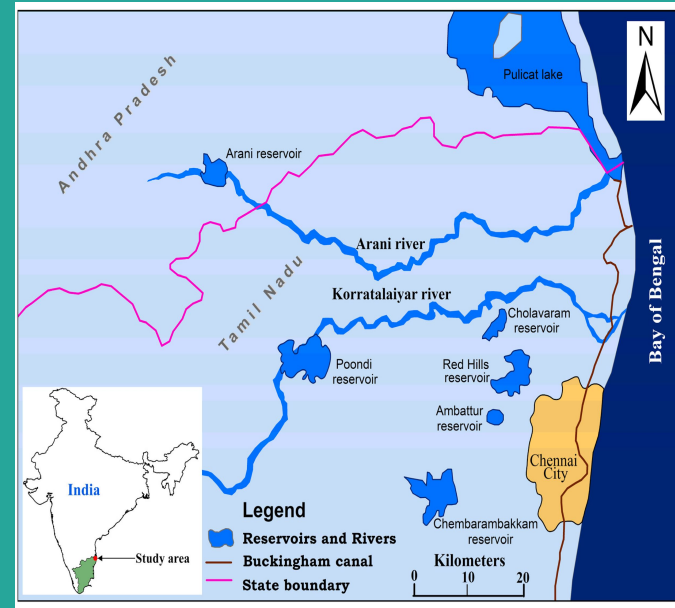 N
Pulicat lake
Andhra Pradesh
Arani reservoir
Arani river
Tamil Nadu
Korratalaiyar river
Bay of Bengal
Cholavaram
reservoir
Poondi
reservoir
Red Hills
reservoir
Ambattur
reservoir
Chennai
City
India
Study area
Chembarambakkam
reservoir
Legend
Reservoirs and Rivers
Buckingham canal
State boundary
Kilometers
0 10 20